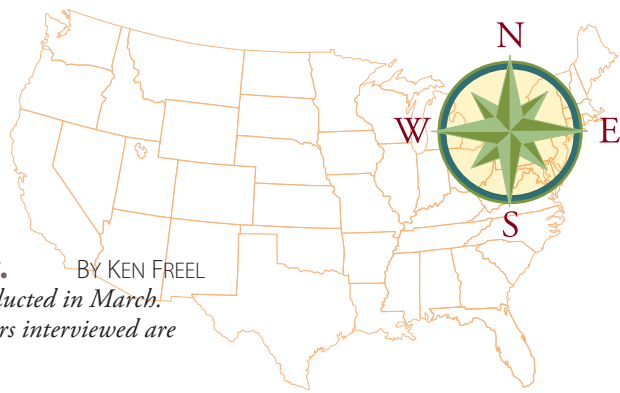 N
W E
S
. BY KEN FREEL
ducted in March.
rs interviewed are